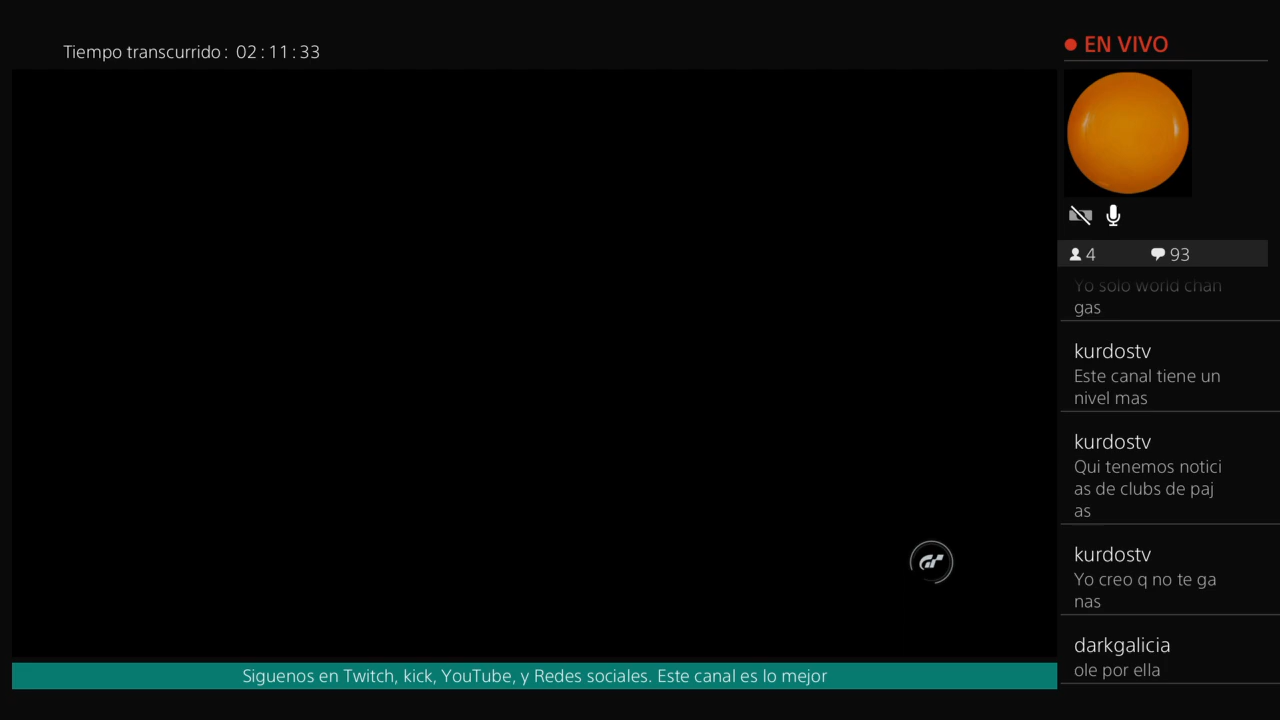 Tiempo transcurrido : 02 : 11 : 33
EN VIVO
4 93
Yo solo world chan
gas
kurdostv
Este canal tiene un
nivel mas
kurdostv
Qui tenemos notici
as de clubs de paj
as
kurdostv
Yo creo q no te ga
nas
darkgalicia
ole por ella
GT
Siguenos en Twitch, kick, YouTube, y Redes sociales. Este canal es lo mejor